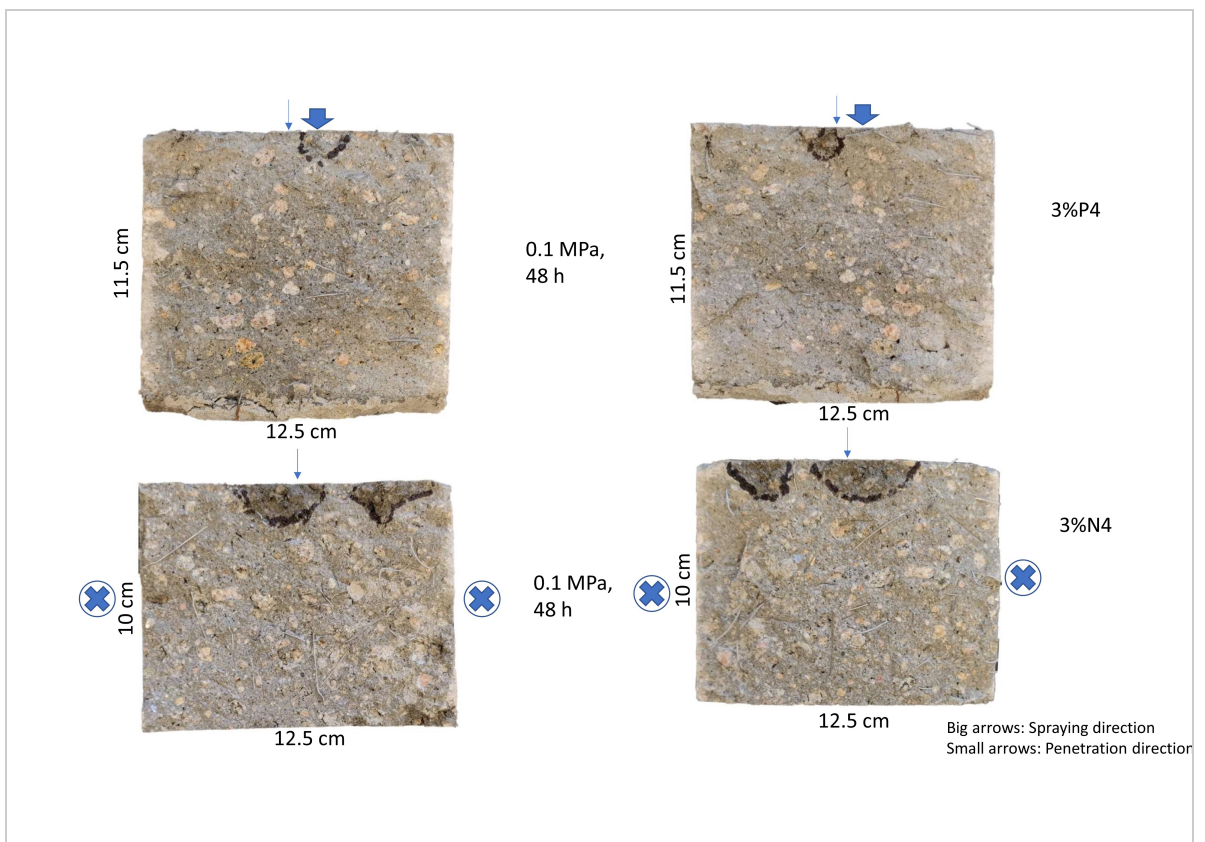 11.5 cm
0.1 MPa,
48 h
11.5 cm
3%P4
12.5 cm
12.5 cm
10 cm
0.1 MPa,
48 h
10 cm
3%N4
12.5 cm
12.5 cm
Big arrows: Spraying direction
Small arrows: Penetration direction